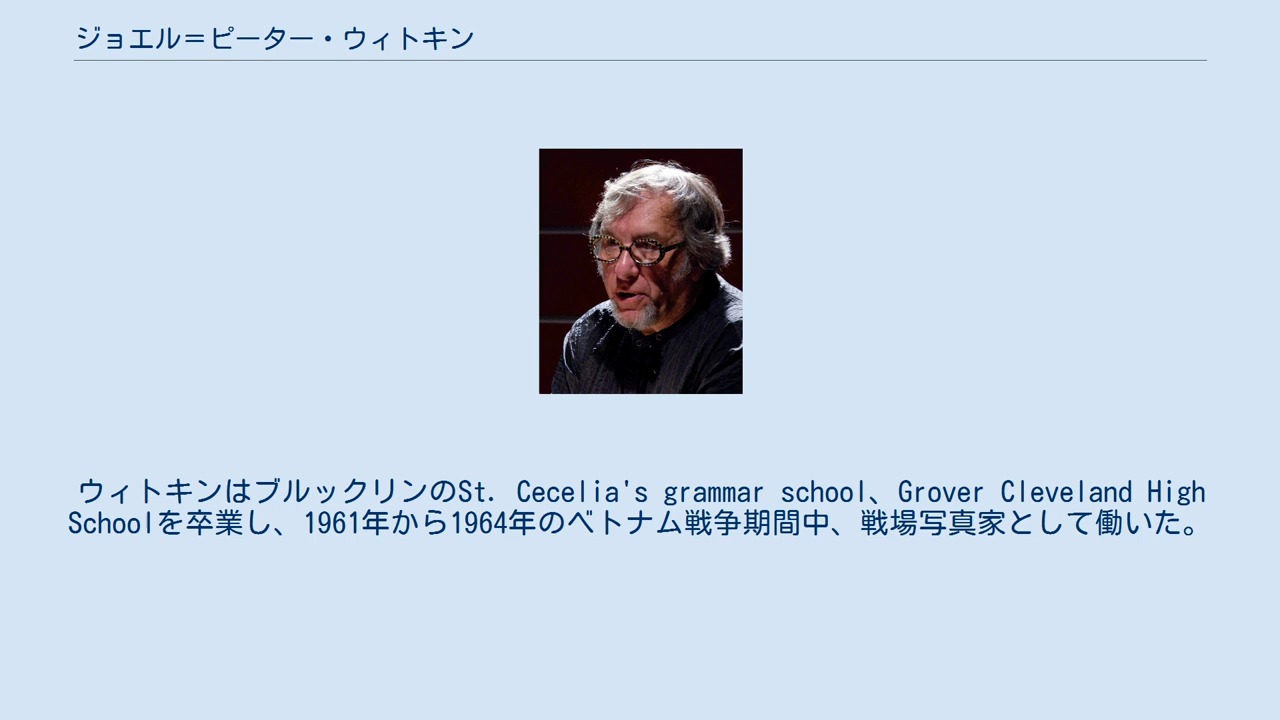 ジョエル＝ピーター・ウィトキン
ウィトキンはブルックリンのSt. Cecelia's grammar school、Grover Cleveland High
Schoolを卒業し、1961年から1964年のベトナム戦争期間中、戦場写真家として働いた。